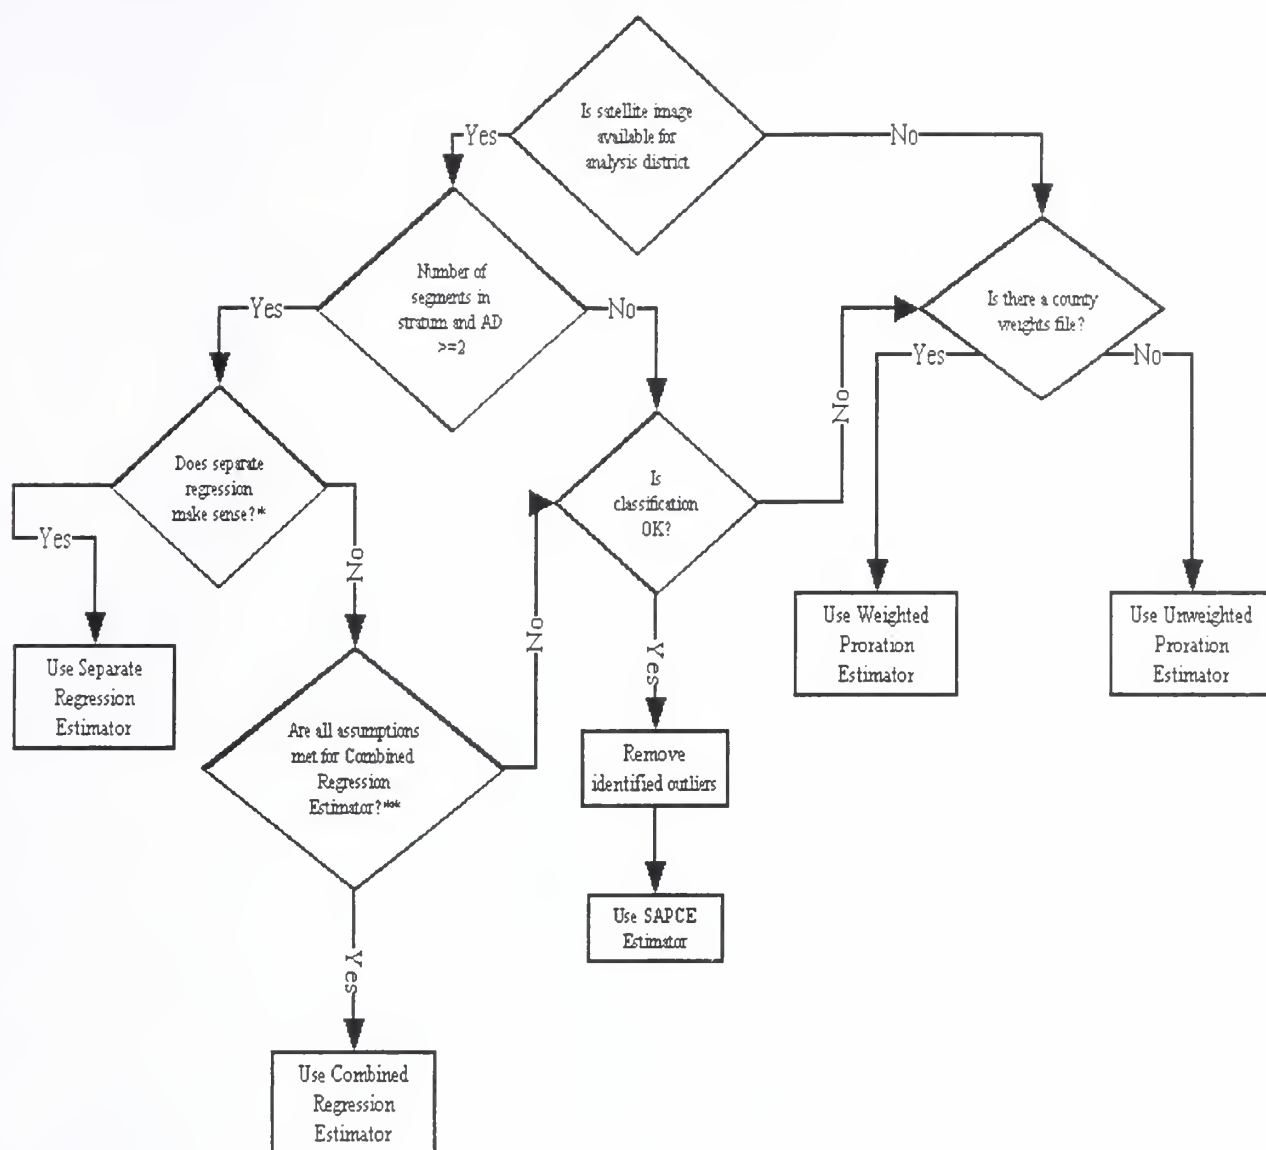 Is satellite image
available for
analysis district
Yes
No
Number of
segments in
stratum and AD
>=2
Yes
No
Is there a county
weights file?
Yes
No
Does separate
regression
make sense?*
Yes
No
Is
classification
OK?
No
Yes
No
Use Weighted
Proration
Estimator
Use Unweighted
Proration
Estimator
Use Separate
Regression
Estimator
Are all assumptions
met for Combined
Regression
Estimator?**
Remove
identified outliers
Use SAPCE
Estimator
Yes
Use Combined
Regression
Estimator